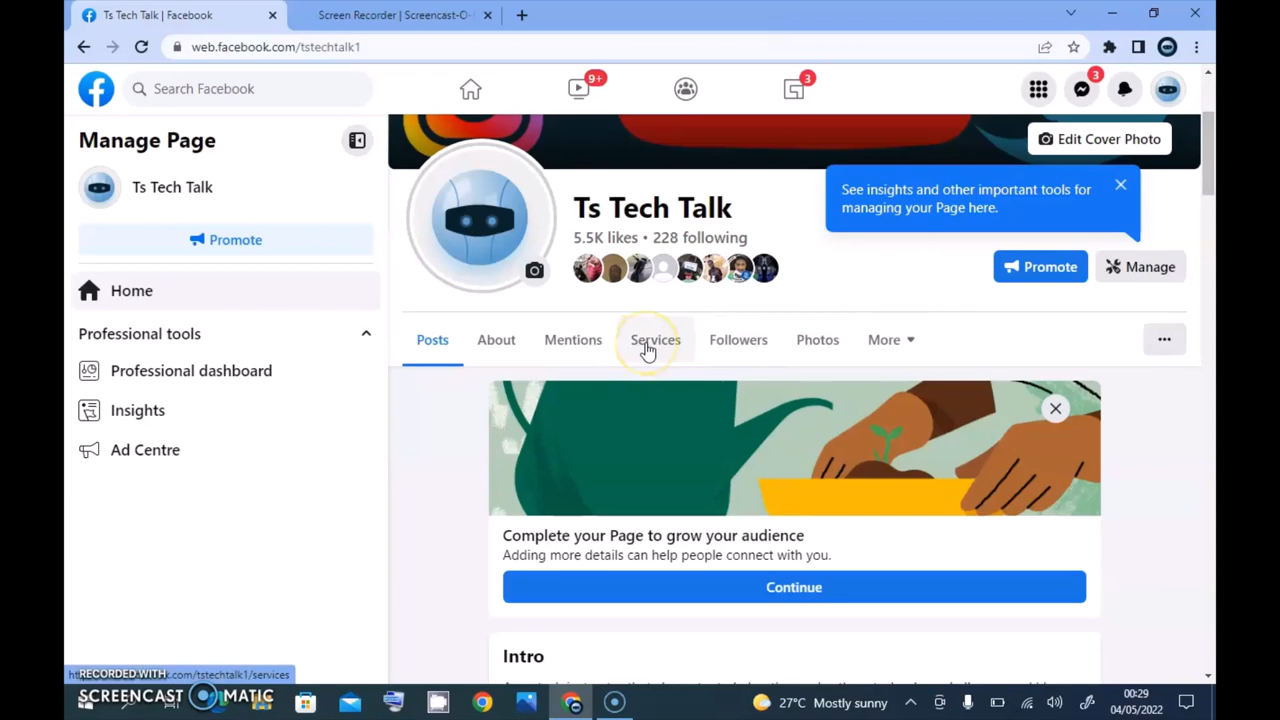 Ts Tech Talk | Facebook
Screen Recorder | Screencast-O-
web.facebook.com/tstechtalk1
Search Facebook
9+
3
3
Manage Page
Ts Tech Talk
Promote
Home
Professional tools
Professional dashboard
Insights
Ad Centre
Edit Cover Photo
See insights and other important tools for
managing your Page here.
Ts Tech Talk
5.5K likes • 228 following
Promote
Manage
Posts
About
Mentions
Services
Followers
Photos
More
Complete your Page to grow your audience
Adding more details can help people connect with you.
Continue
Intro
.com/tstechtalk1/services
RECORDED WITH
SCREENCAST MATIC
27°C Mostly sunny
00:29
04/05/2022